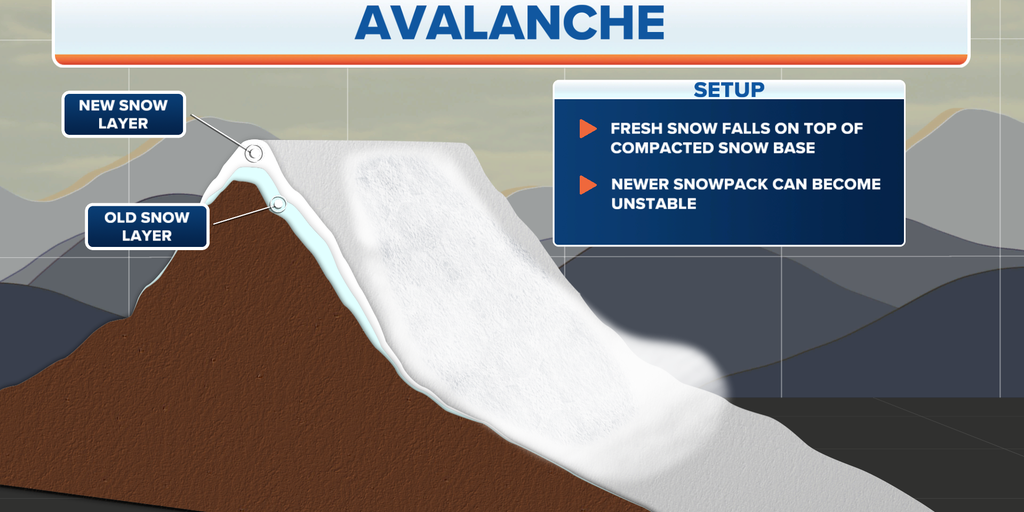 AVALANCHE
NEW SNOW
LAYER
OLD SNOW
LAYER
SETUP
FRESH SNOW FALLS ON TOP OF
COMPACTED SNOW BASE
NEWER SNOWPACK CAN BECOME
UNSTABLE